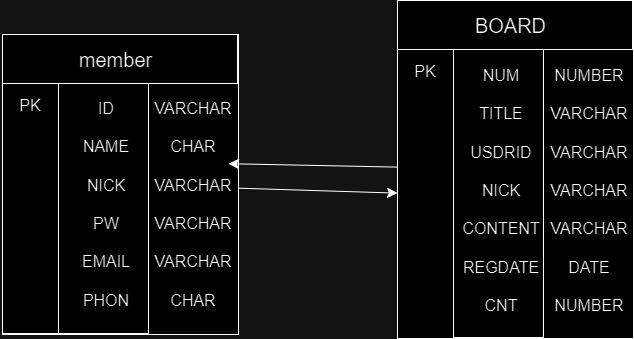 member
PK ID VARCHAR
NAME CHAR
NICK VARCHAR
PW VARCHAR
EMAIL VARCHAR
PHON CHAR
BOARD
PK NUM NUMBER
TITLE VARCHAR
USDRID VARCHAR
NICK VARCHAR
CONTENT VARCHAR
REGDATE DATE
CNT NUMBER